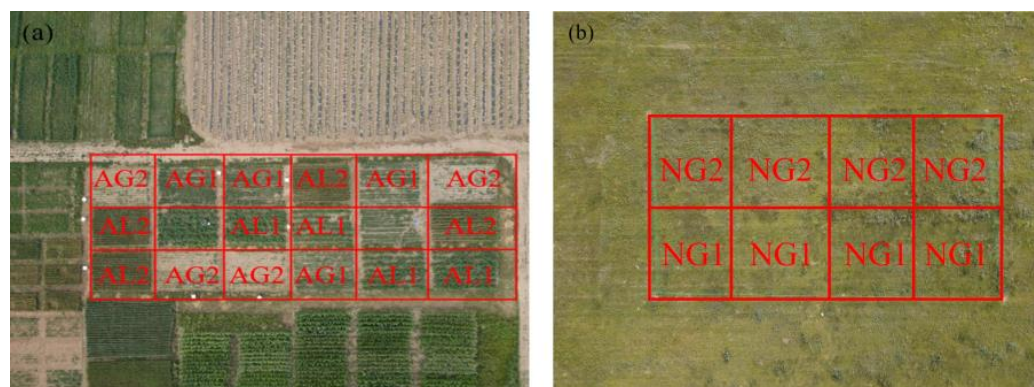 (a)
AG2 AG1 AG1 AL2 AG1 AG2
AL2 AL1 AL1 AL2
AL2 AG2 AG2 AG1 AL1 AL1
(b)
NG2 NG2 NG2 NG2
NG1 NG1 NG1 NG1